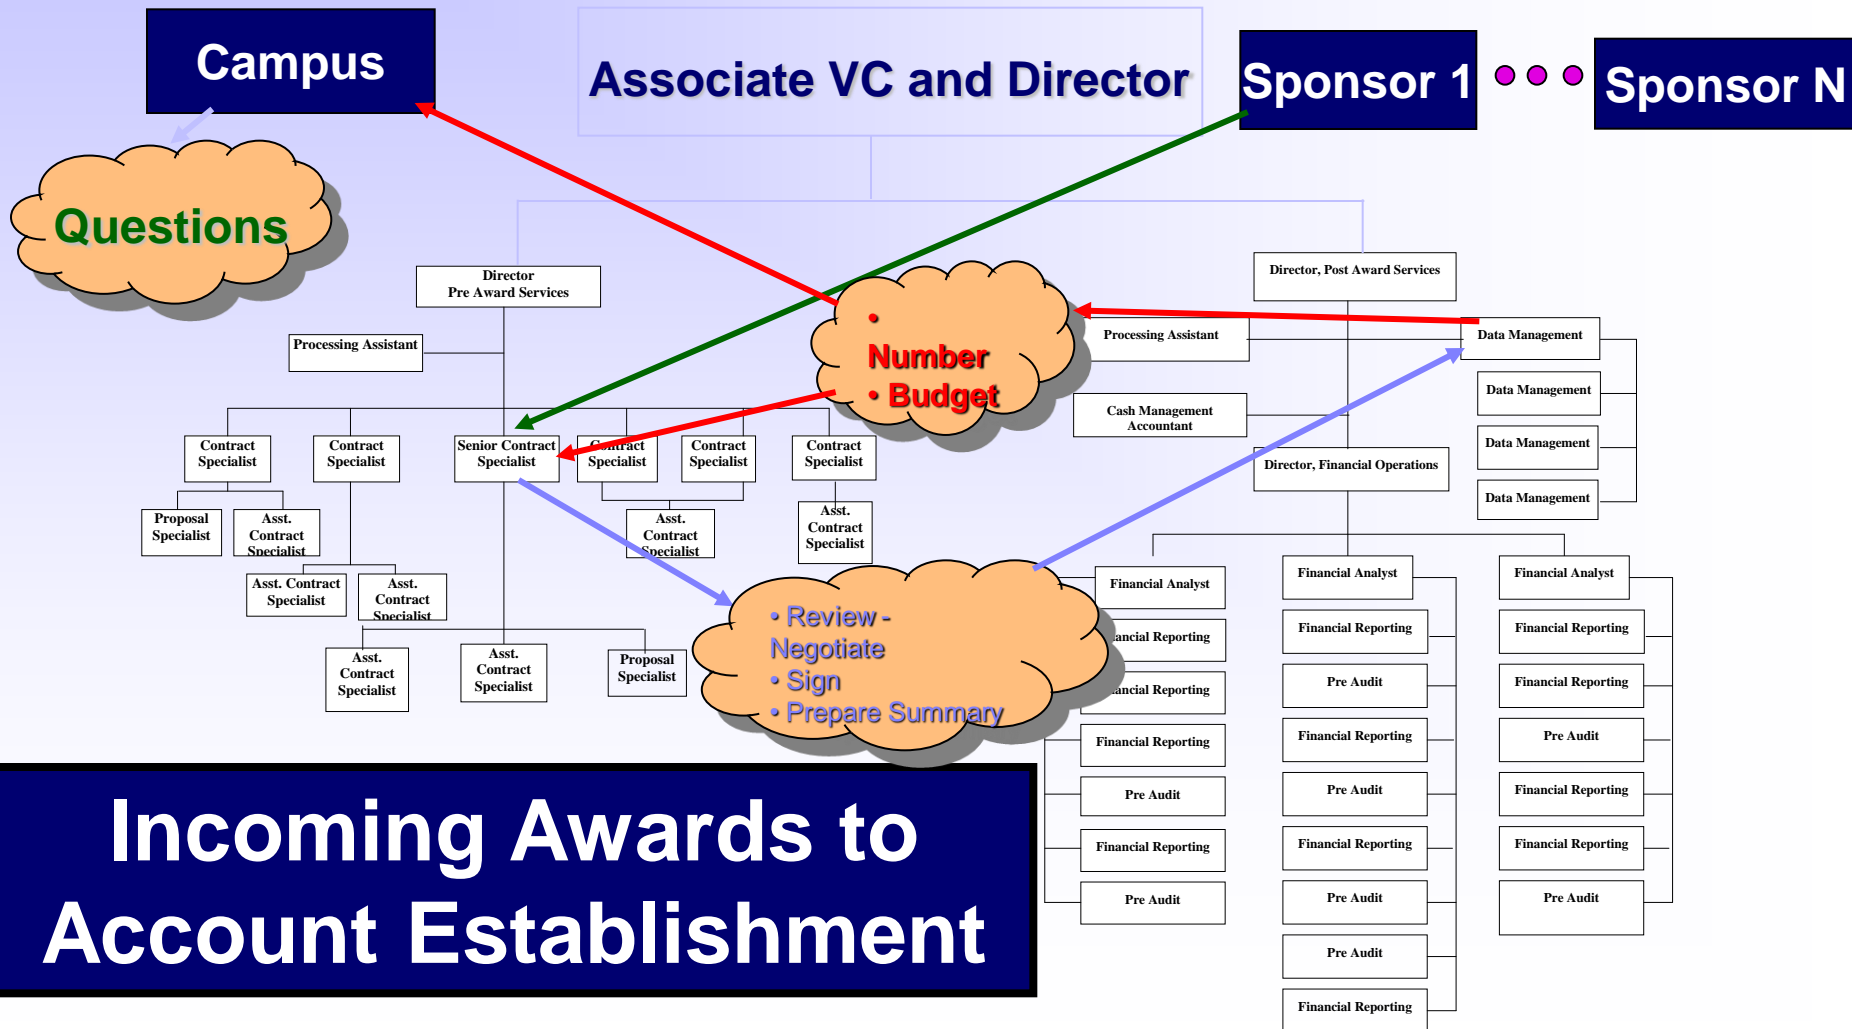 Campus
Associate VC and Director
Sponsor 1
Sponsor N
Questions
Director
Pre Award Services
Processing Assistant
Contract
Specialist
Contract
Specialist
Senior Contract
Specialist
Contract
Specialist
Contract
Specialist
Contract
Specialist
Proposal
Specialist
Asst.
Contract
Specialist
Asst.
Contract
Specialist
Asst.
Contract
Specialist
Asst. Contract
Specialist
Asst.
Contract
Specialist
Asst.
Contract
Specialist
Asst.
Contract
Specialist
Proposal
Specialist
•
Number
• Budget
• Review -
Negotiate
• Sign
• Prepare Summary
Director, Post Award Services
Processing Assistant
Data Management
Data Management
Data Management
Data Management
Cash Management
Accountant
Director, Financial Operations
Financial Analyst
ancial Reporting
ancial Reporting
Financial Reporting
Pre Audit
Financial Reporting
Pre Audit
Financial Analyst
Financial Reporting
Pre Audit
Financial Reporting
Pre Audit
Financial Reporting
Pre Audit
Pre Audit
Financial Reporting
Financial Analyst
Financial Reporting
Financial Reporting
Pre Audit
Financial Reporting
Financial Reporting
Pre Audit
Incoming Awards to
Account Establishment